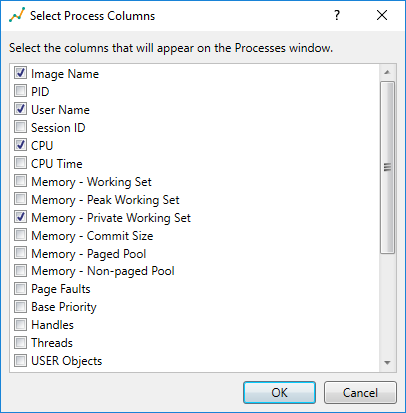 Select Process Columns
Select the columns that will appear on the Processes window.
Image Name
PID
User Name
Session ID
CPU
CPU Time
Memory - Working Set
Memory - Peak Working Set
Memory - Private Working Set
Memory - Commit Size
Memory - Paged Pool
Memory - Non-paged Pool
Page Faults
Base Priority
Handles
Threads
USER Objects
OK Cancel